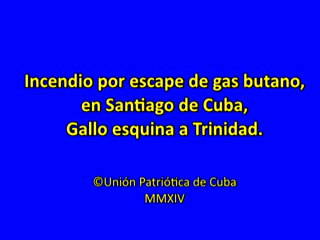 Incendio por escape de gas butano,
en Santiago de Cuba,
Gallo esquina a Trinidad.
©Unión Patriótica de Cuba
MMXIV